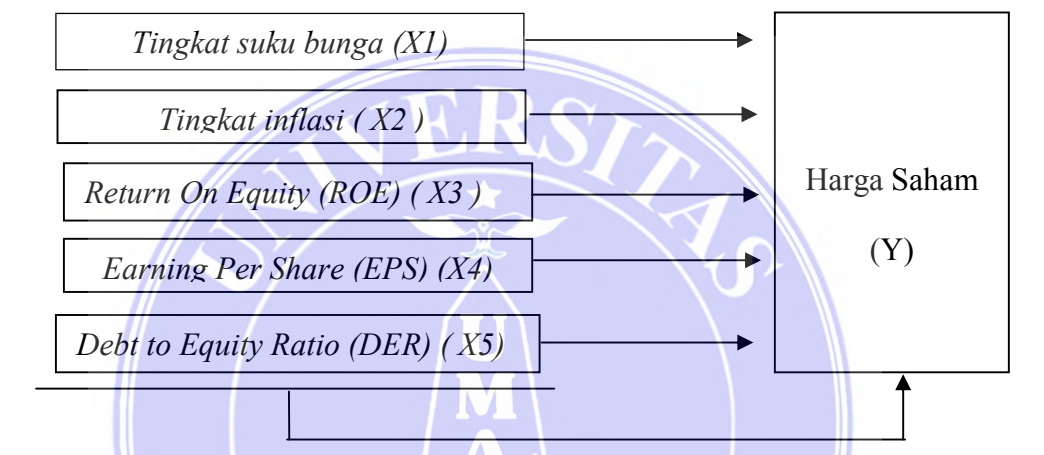 Tingkat suku bunga (X1)
Tingkat inflasi ( X2 )
Return On Equity (ROE) ( X3 )
Earning Per Share (EPS) (X4)
Debt to Equity Ratio (DER) ( X5)
Harga Saham
(Y)
UNIVERSITAS
U
M
A